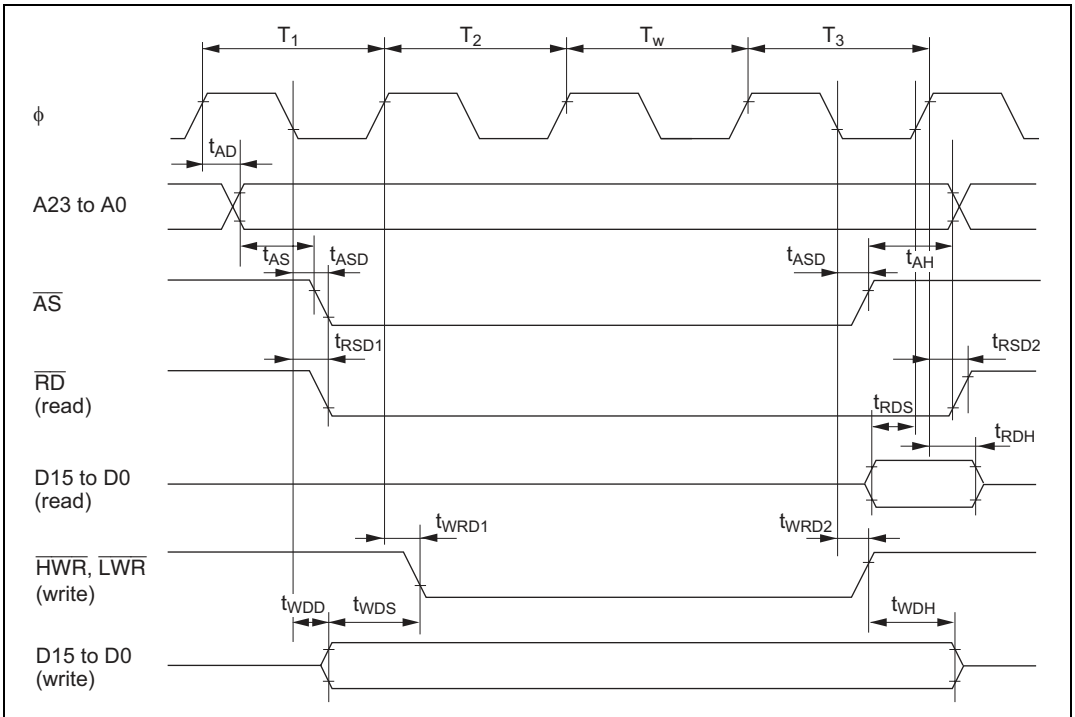 T1 T2 Tw T3
ϕ
tAD
A23 to A0
tAS tASD tASD tAH
AS
tRSD1 tRSD2
RD
(read)
tRDS
tRDH
D15 to D0
(read)
tWRD1 tWRD2
HWR, LWR
(write)
tWDD tWDS tWDH
D15 to D0
(write)